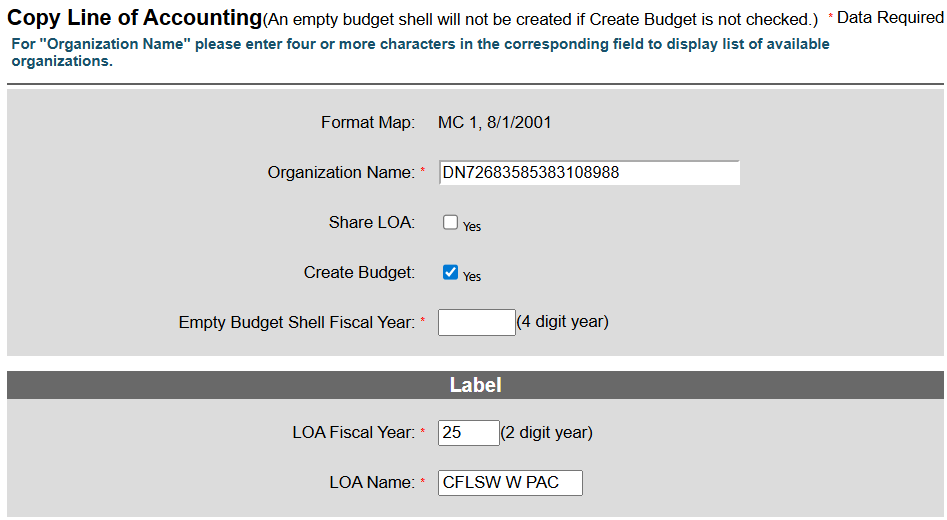 Copy Line of Accounting(An empty budget shell will not be created if Create Budget is not checked.) * Data Required
For "Organization Name" please enter four or more characters in the corresponding field to display list of available
organizations.
Format Map: MC 1, 8/1/2001
Organization Name: * DN72683585383108988
Share LOA: Yes
Create Budget: Yes
Empty Budget Shell Fiscal Year: * (4 digit year)
Label
LOA Fiscal Year: * 25 (2 digit year)
LOA Name: * CFLSW W PAC